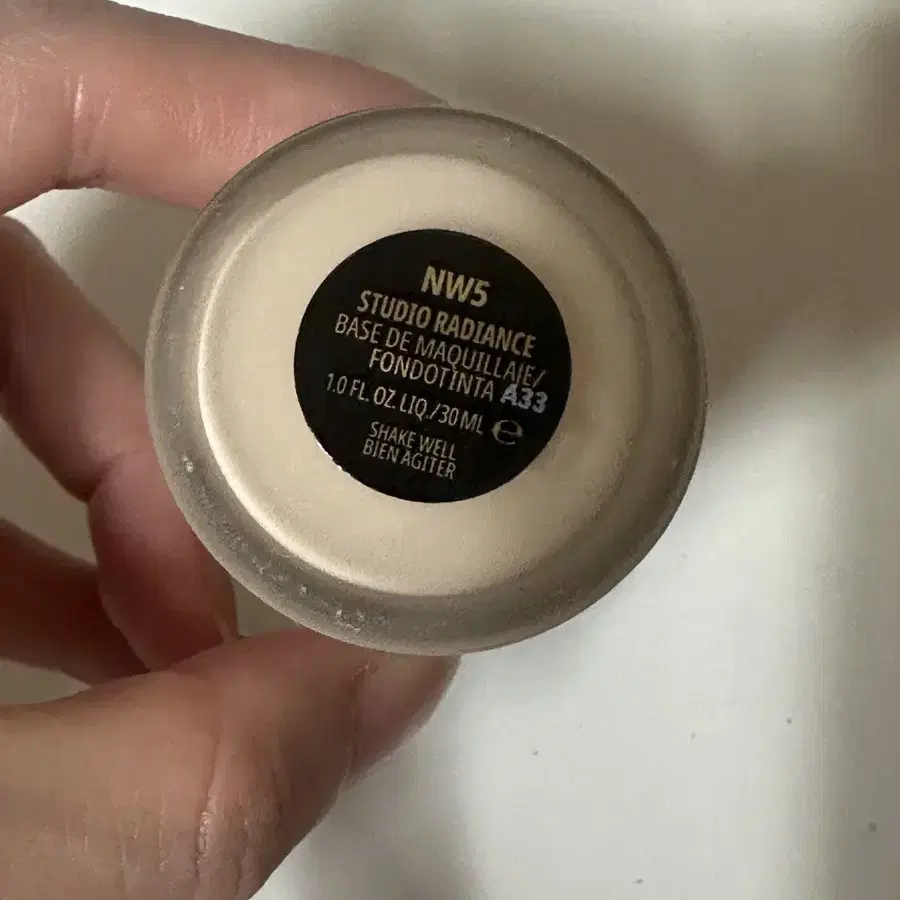 NW5
STUDIO RADIANCE
BASE DE MAQUILLAJE/
FONDOTINTA A33
1.0 FL. OZ. LIQ./30 ML ℮
SHAKE WELL
BIEN AGITER